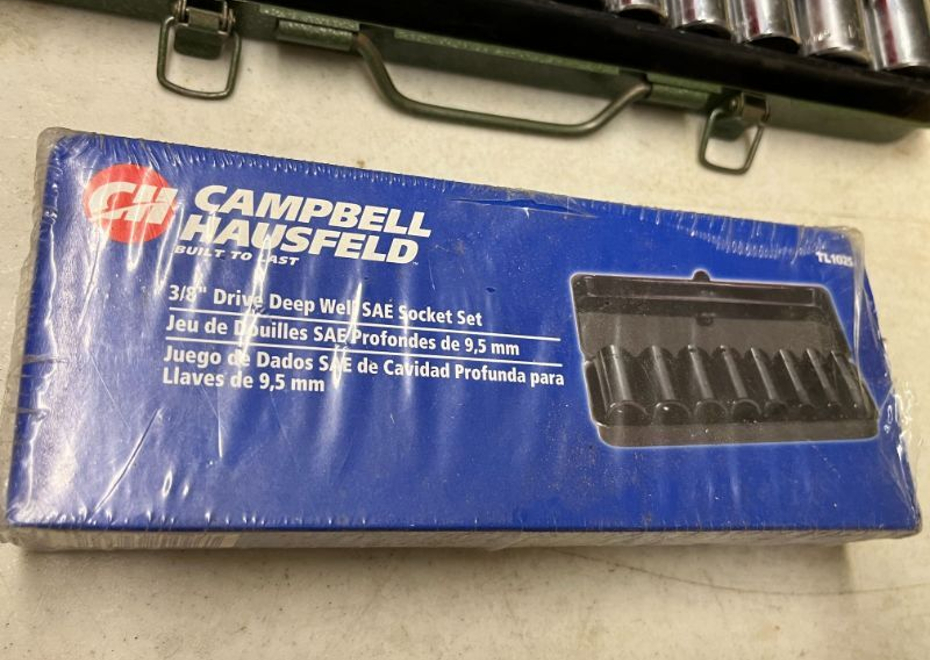 CH
CAMPBELL
HAUSFELD
BUILT TO LAST
TL1025
3/8" Drive Deep Well SAE Socket Set
Jeu de Douilles SAE Profondes de 9,5 mm
Juego de Dados SAE de Cavidad Profunda para
Llaves de 9,5 mm